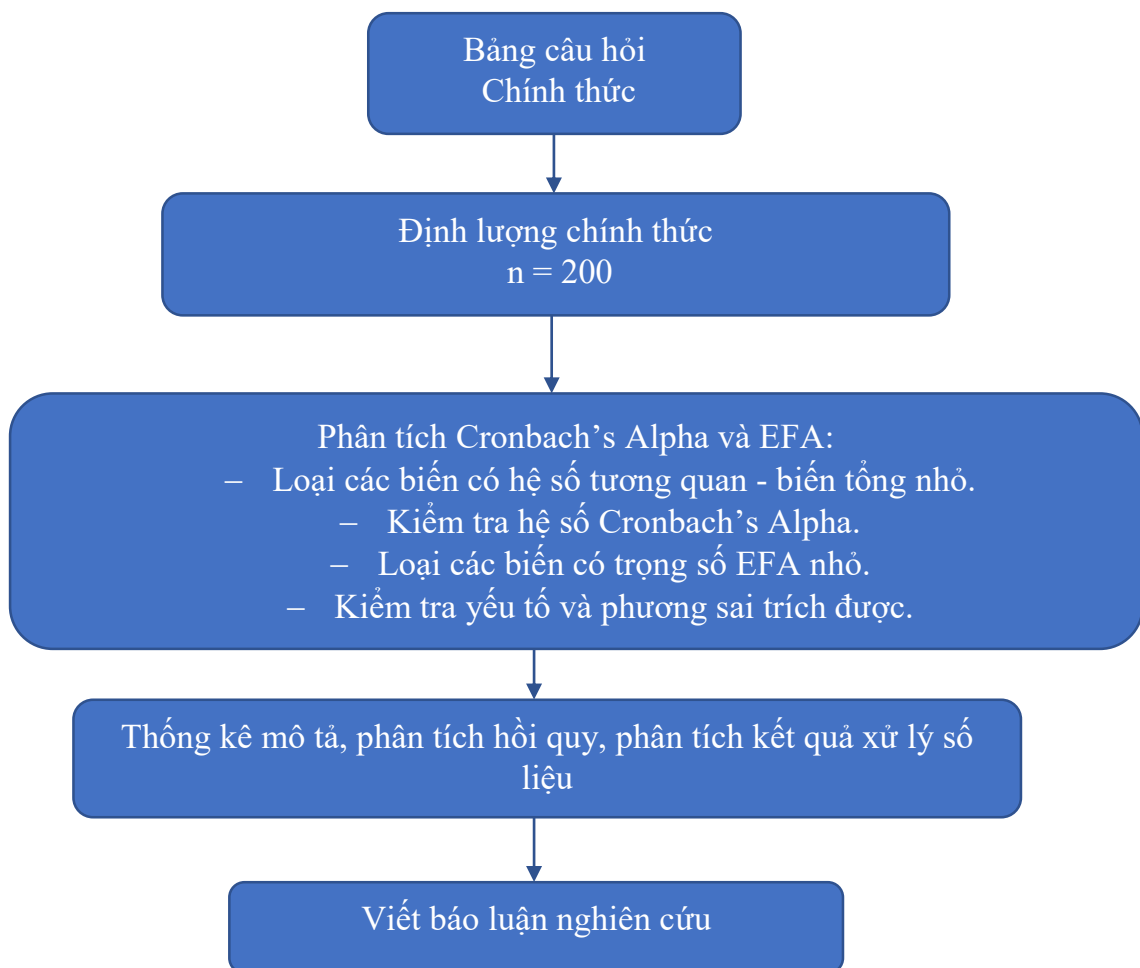 Bảng câu hỏi
Chính thức
Định lượng chính thức
n = 200
Phân tích Cronbach’s Alpha và EFA:
– Loại các biến có hệ số tương quan - biến tổng nhỏ.
– Kiểm tra hệ số Cronbach’s Alpha.
– Loại các biến có trọng số EFA nhỏ.
– Kiểm tra yếu tố và phương sai trích được.
Thống kê mô tả, phân tích hồi quy, phân tích kết quả xử lý số
liệu
Viết báo luận nghiên cứu